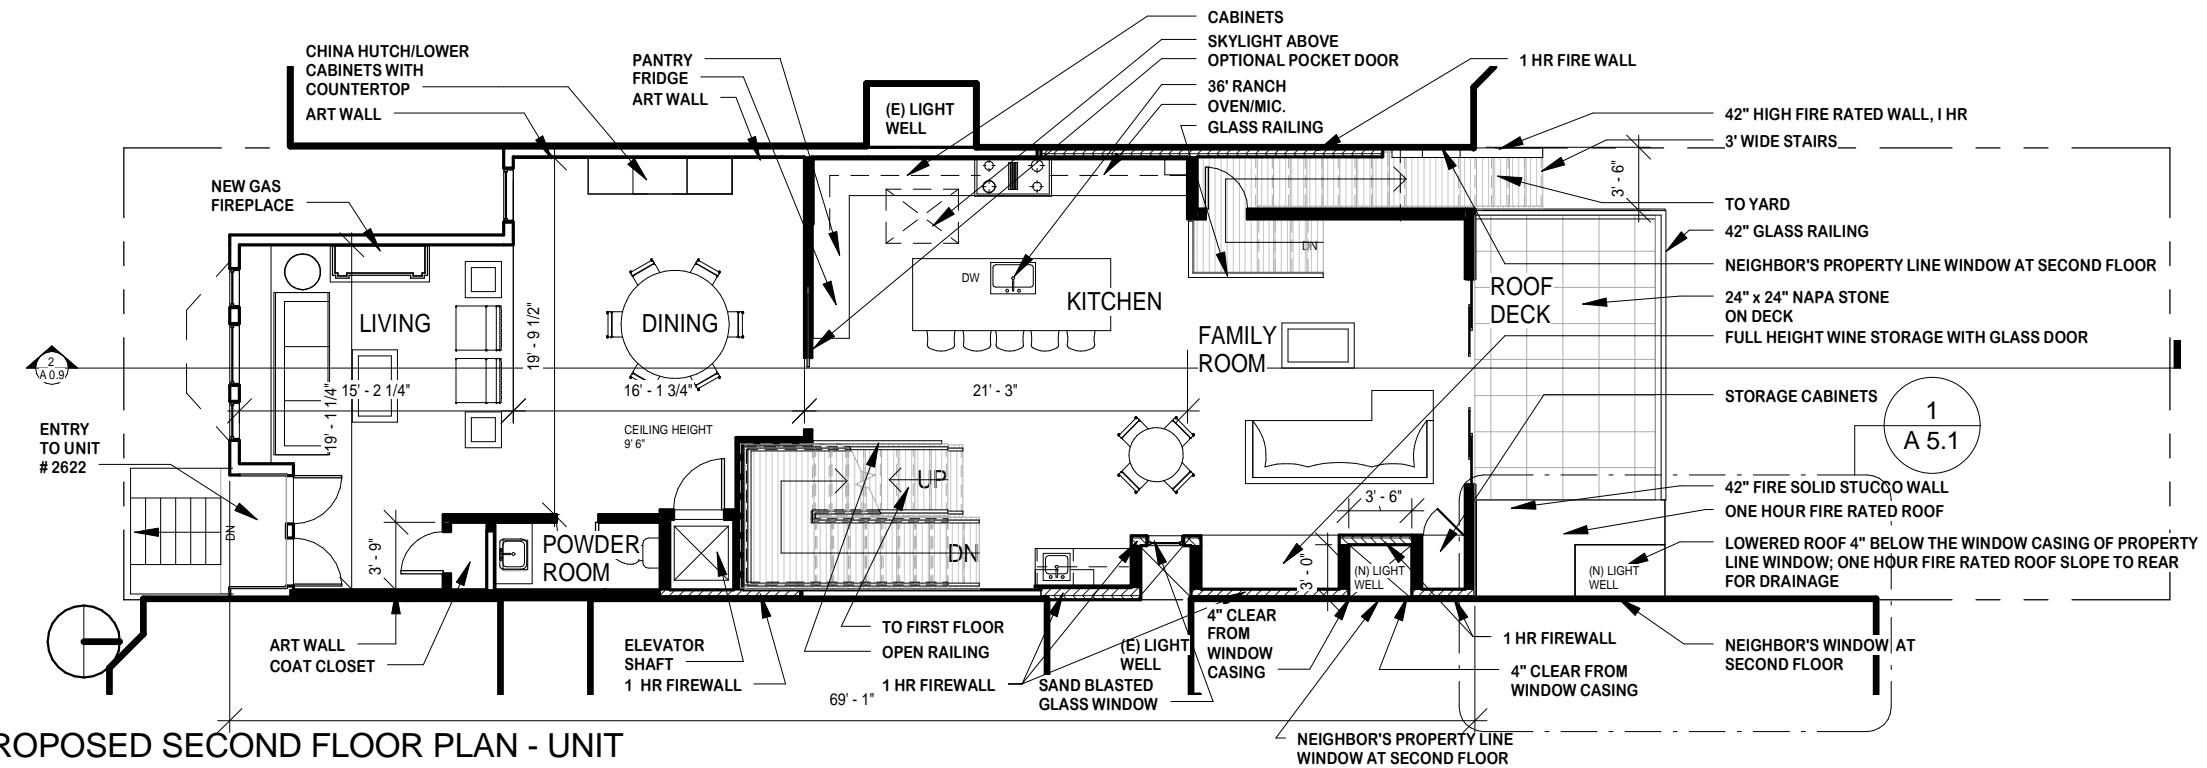 CABINETS
SKYLIGHT ABOVE
OPTIONAL POCKET DOOR
36' RANCH
OVEN/MIC.
GLASS RAILING
1 HR FIRE WALL
CHINA HUTCH/LOWER
CABINETS WITH
COUNTERTOP
ART WALL
PANTRY
FRIDGE
ART WALL
(E) LIGHT
WELL
42" HIGH FIRE RATED WALL, I HR
3' WIDE STAIRS
3' - 6"
TO YARD
42" GLASS RAILING
NEIGHBOR'S PROPERTY LINE WINDOW AT SECOND FLOOR
24" x 24" NAPA STONE
ON DECK
FULL HEIGHT WINE STORAGE WITH GLASS DOOR
STORAGE CABINETS
NEW GAS
FIREPLACE
LIVING
DINING
DW
KITCHEN
FAMILY
ROOM
DN
ROOF
DECK
2
A 0.9
19' - 1 1/4"
15' - 2 1/4"
19' - 9 1/2"
16' - 1 3/4"
21' - 3"
CEILING HEIGHT
9' 6"
1
A 5.1
ENTRY
TO UNIT
# 2622
DN
3' - 9"
POWDER
ROOM
UP
DN
3' - 6"
3' - 0"
(N) LIGHT
WELL
(N) LIGHT
WELL
42" FIRE SOLID STUCCO WALL
ONE HOUR FIRE RATED ROOF
LOWERED ROOF 4" BELOW THE WINDOW CASING OF PROPERTY
LINE WINDOW; ONE HOUR FIRE RATED ROOF SLOPE TO REAR
FOR DRAINAGE
ART WALL
COAT CLOSET
ELEVATOR
SHAFT
1 HR FIREWALL
TO FIRST FLOOR
OPEN RAILING
1 HR FIREWALL
(E) LIGHT
WELL
SAND BLASTED
GLASS WINDOW
4" CLEAR
FROM
WINDOW
CASING
1 HR FIREWALL
4" CLEAR FROM
WINDOW CASING
NEIGHBOR'S WINDOW AT
SECOND FLOOR
69' - 1"
NEIGHBOR'S PROPERTY LINE
WINDOW AT SECOND FLOOR
ROPOSED SECOND FLOOR PLAN - UNIT